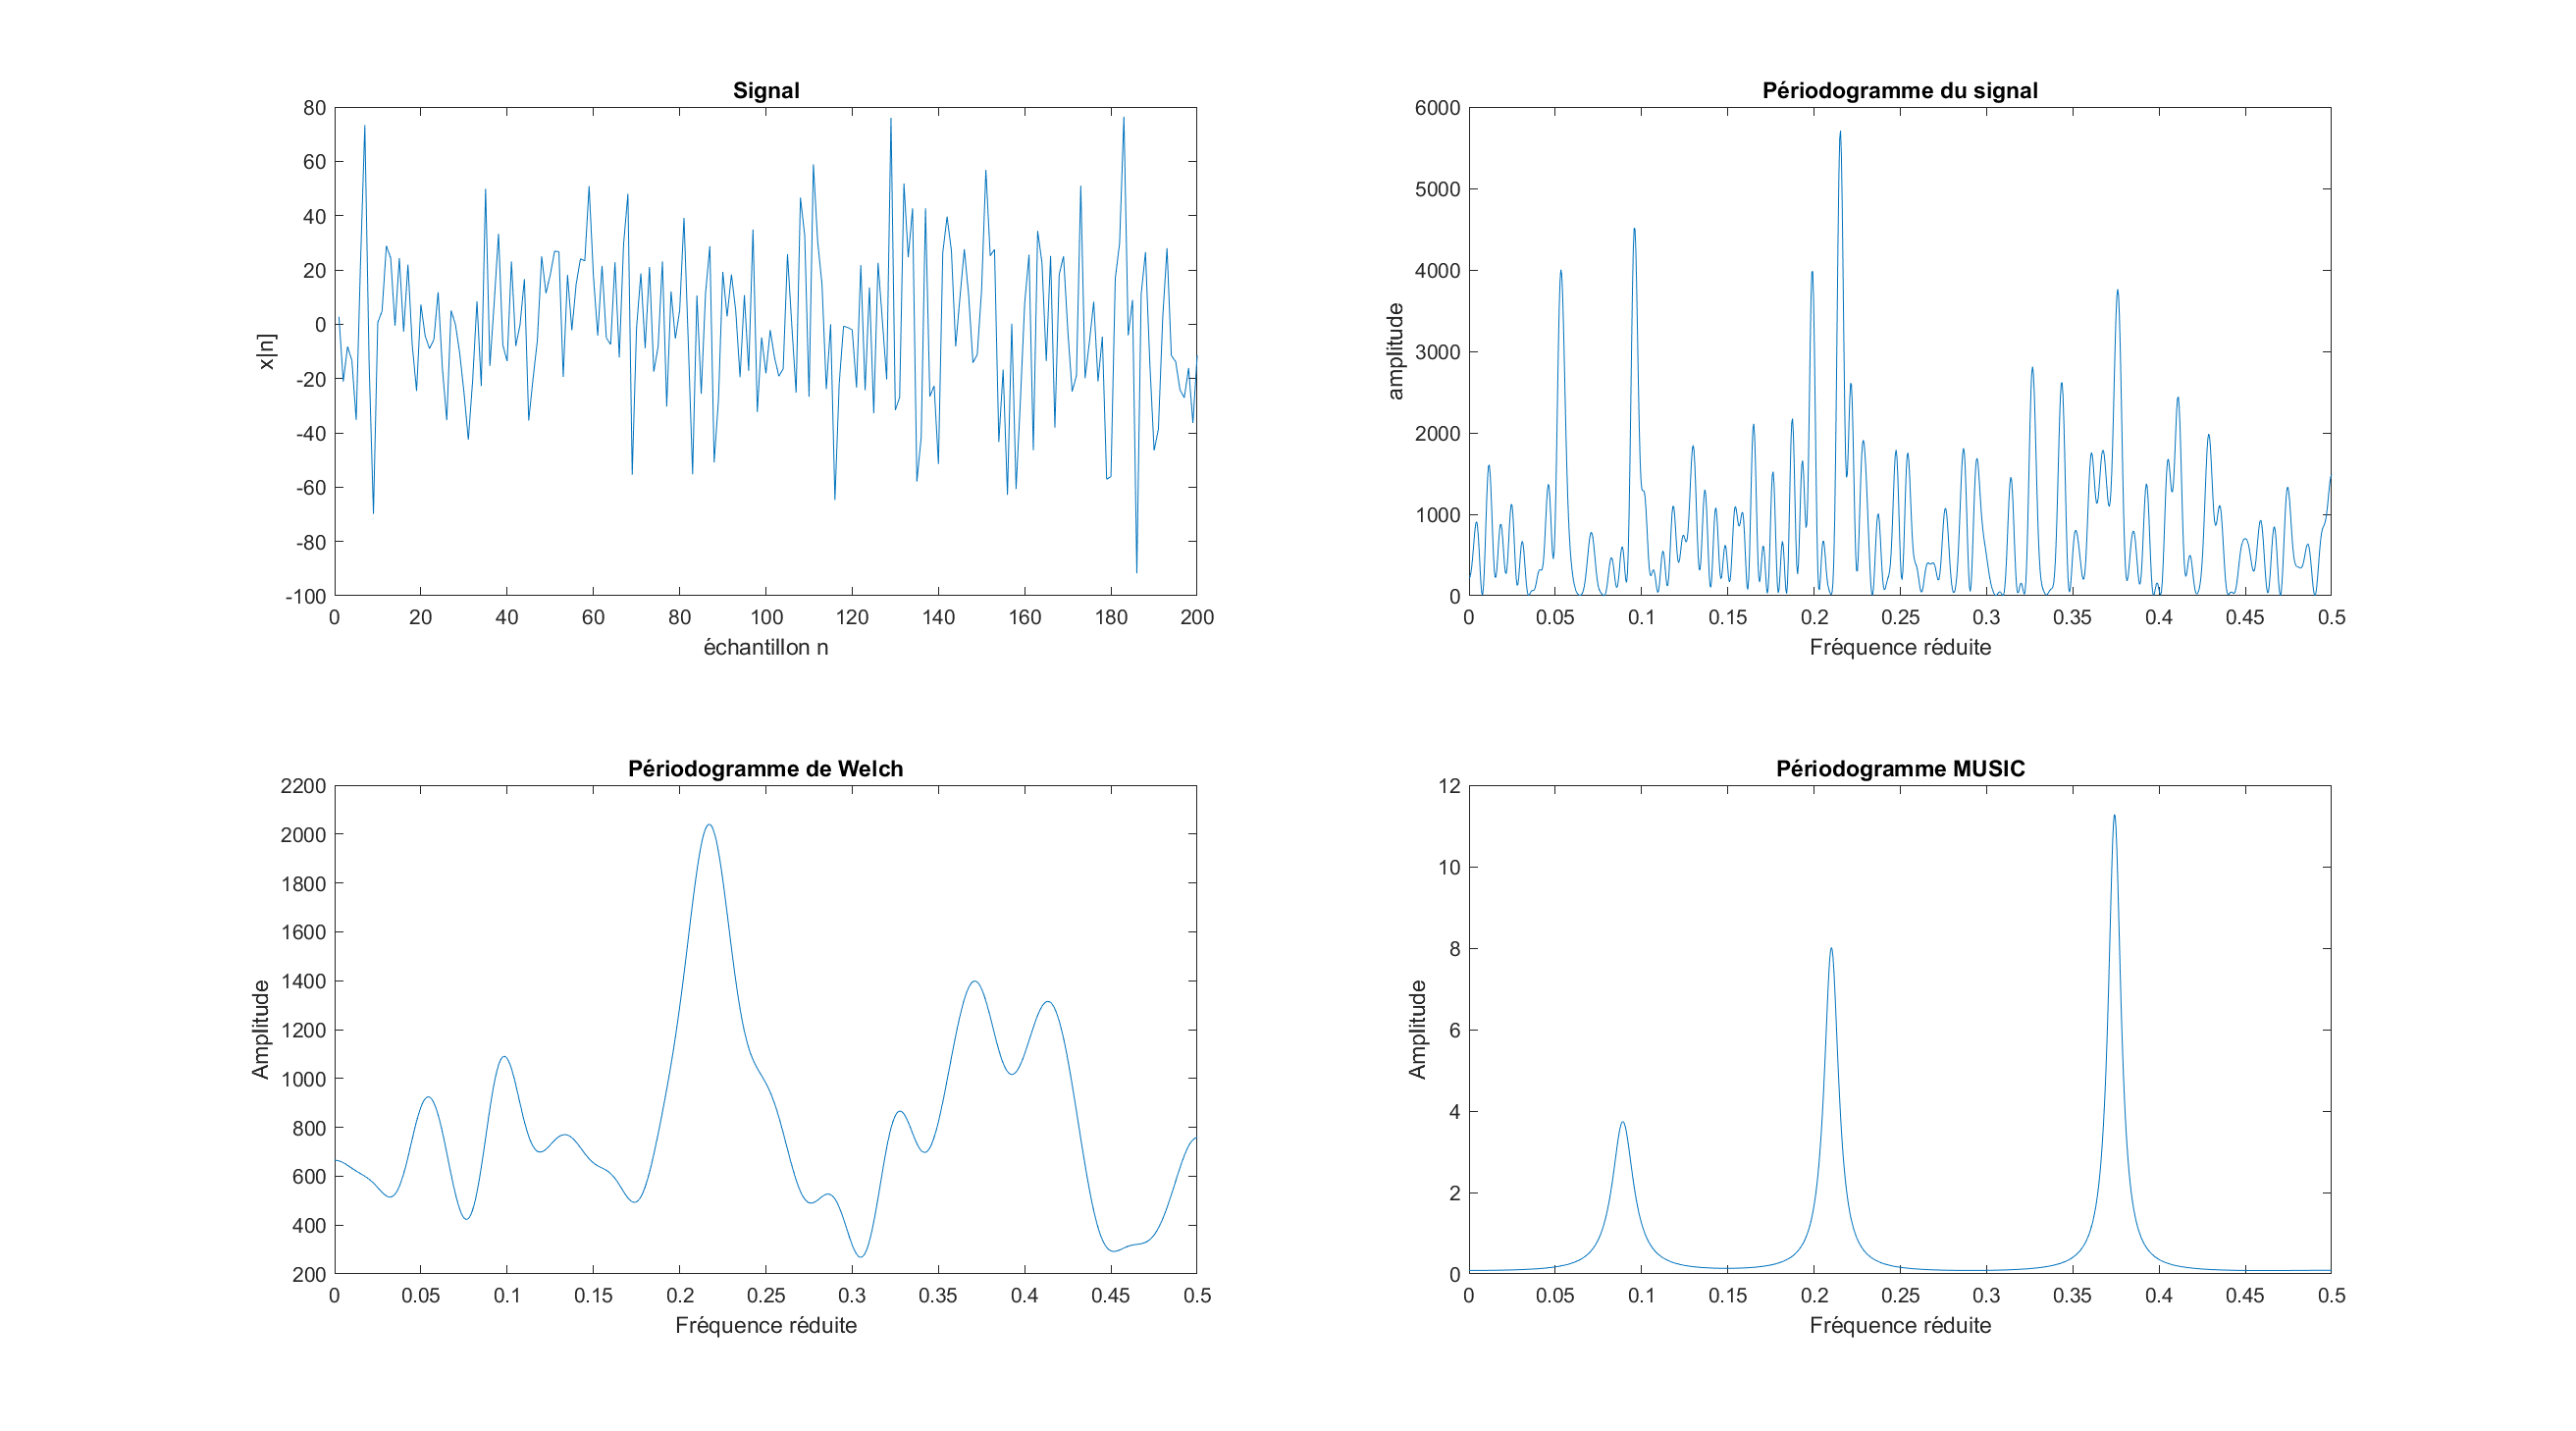 Signal
80
60
40
20
0
-20
-40
-60
-80
-100
x|n]
0 20 40 60 80 100 120 140 160 180 200
échantillon n
Périodogramme du signal
6000
5000
4000
3000
2000
1000
0
amplitude
0 0.05 0.1 0.15 0.2 0.25 0.3 0.35 0.4 0.45 0.5
Fréquence réduite
Périodogramme de Welch
2200
2000
1800
1600
1400
1200
1000
800
600
400
200
Amplitude
0 0.05 0.1 0.15 0.2 0.25 0.3 0.35 0.4 0.45 0.5
Fréquence réduite
Périodogramme MUSIC
12
10
8
6
4
2
0
Amplitude
0 0.05 0.1 0.15 0.2 0.25 0.3 0.35 0.4 0.45 0.5
Fréquence réduite